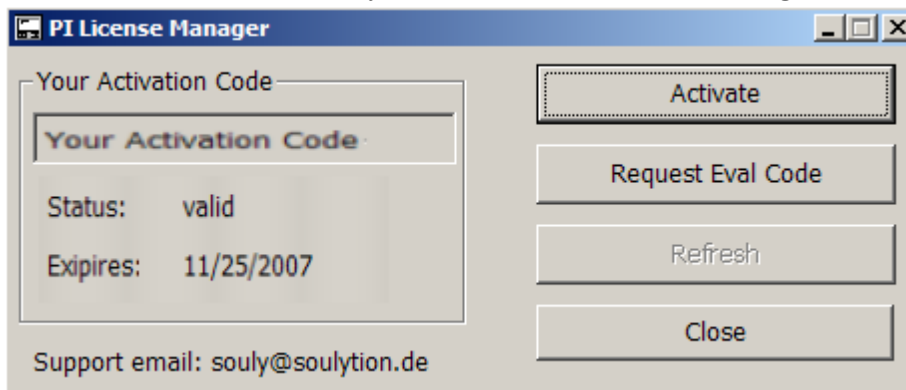 PI License Manager
Your Activation Code
Your Activation Code
Status: valid
Exipires: 11/25/2007
Support email: souly@soulytion.de
Activate
Request Eval Code
Refresh
Close